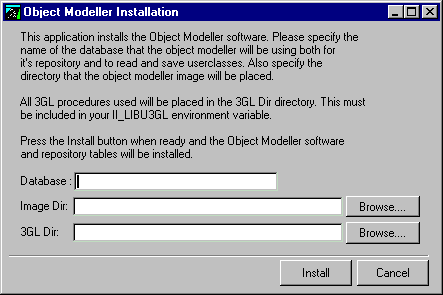 Object Modeller Installation
This application installs the Object Modeller software. Please specify the
name of the database that the object modeller will be using both for
it's repository and to read and save userclasses. Also specify the
directory that the object modeller image will be placed.
All 3GL procedures used will be placed in the 3GL Dir directory. This must
be included in your II_LIBU3GL environment variable.
Press the Install button when ready and the Object Modeller software
and repository tables will be installed.
Database :
Image Dir:
Browse....
3GL Dir:
Browse....
Install
Cancel